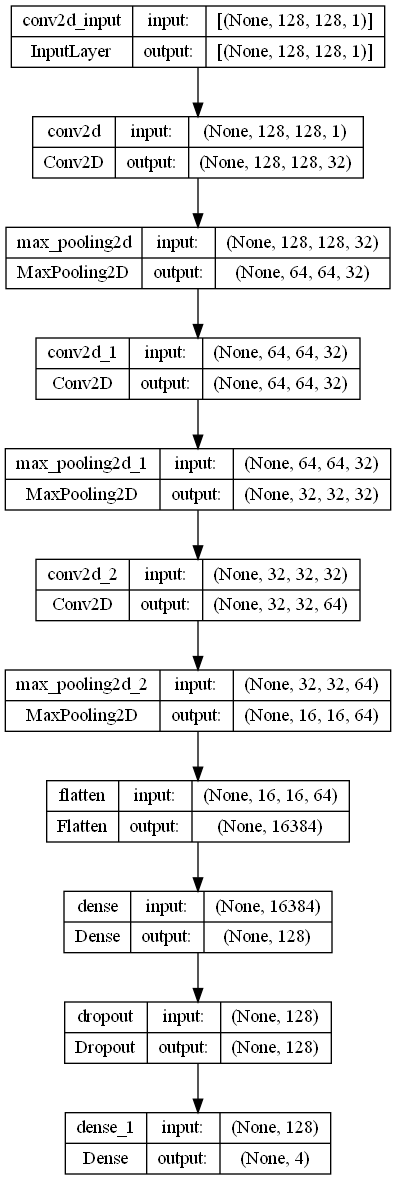 conv2d_input input: [(None, 128, 128, 1)]
InputLayer output: [(None, 128, 128, 1)]
conv2d input: (None, 128, 128, 1)
Conv2D output: (None, 128, 128, 32)
max_pooling2d input: (None, 128, 128, 32)
MaxPooling2D output: (None, 64, 64, 32)
conv2d_1 input: (None, 64, 64, 32)
Conv2D output: (None, 64, 64, 32)
max_pooling2d_1 input: (None, 64, 64, 32)
MaxPooling2D output: (None, 32, 32, 32)
conv2d_2 input: (None, 32, 32, 32)
Conv2D output: (None, 32, 32, 64)
max_pooling2d_2 input: (None, 32, 32, 64)
MaxPooling2D output: (None, 16, 16, 64)
flatten input: (None, 16, 16, 64)
Flatten output: (None, 16384)
dense input: (None, 16384)
Dense output: (None, 128)
dropout input: (None, 128)
Dropout output: (None, 128)
dense_1 input: (None, 128)
Dense output: (None, 4)